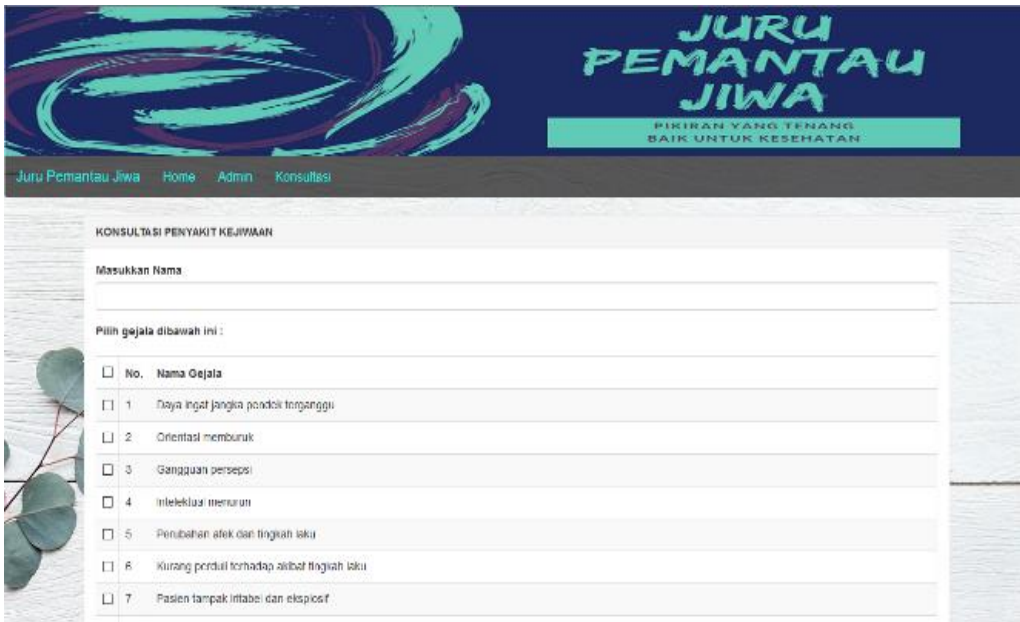 JURU
PEMANTAU
JIWA
PIKIRAN YANG TENANG
BAIK UNTUK KESEHATAN
Juru Pemantau Jiwa Home Admin Konsultasi
KONSULTASI PENYAKIT KEJIWAAN
Masukkan Nama
Pilih gejala dibawah ini :
No. Nama Gejala
1 Daya ingat jangka pendek terganggu
2 Orientasi memburuk
3 Gangguan persepsi
4 Intelektual menurun
5 Perubahan afek dan tingkah laku
6 Kurang perduli terhadap akibat tingkah laku
7 Pasien tampak iritabel dan eksplosif